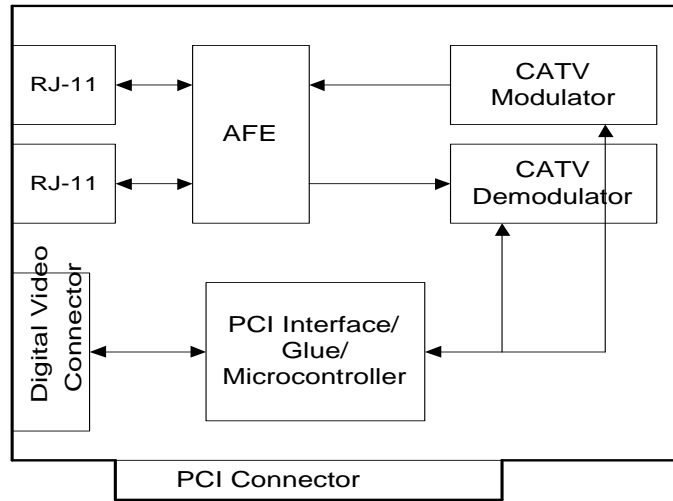 RJ-11
AFE
CATV
Modulator
RJ-11
CATV
Demodulator
Digital Video
Connector
PCI Interface/
Glue/
Microcontroller
PCI Connector